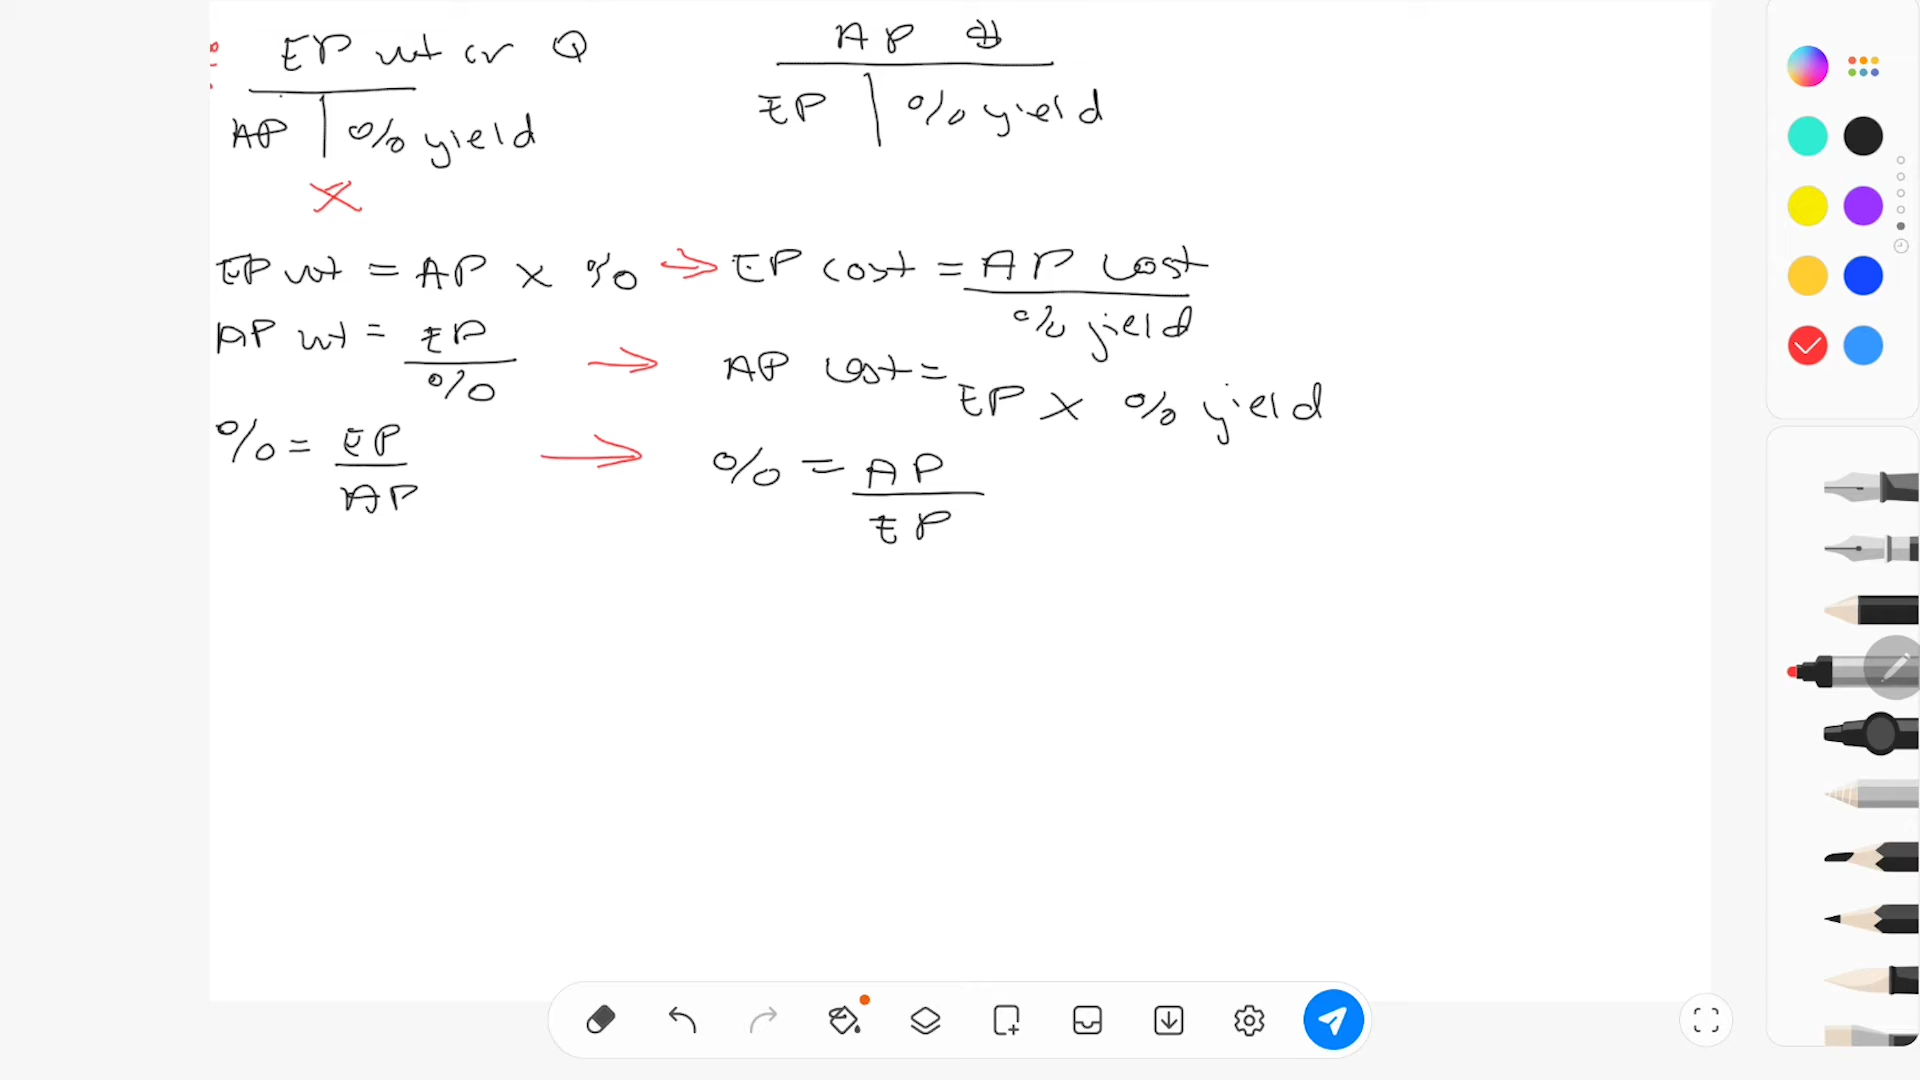 EP wt or Q
AP | % yield
AP $
EP | % yield
x
EP wt = AP x %
AP wt = EP
%
% = EP
AP
EP cost = AP cost
% yield
AP cost =
EP x % yield
% = AP
EP